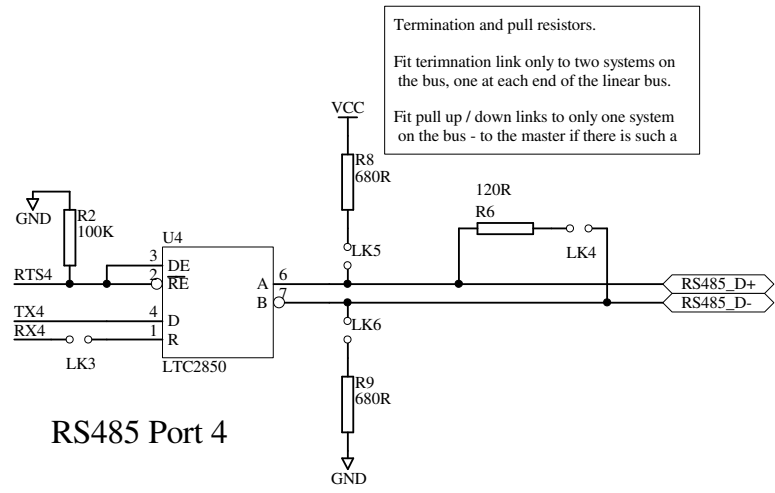 Termination and pull resistors.
Fit terimnation link only to two systems on
the bus, one at each end of the linear bus.
Fit pull up / down links to only one system
on the bus - to the master if there is such a
VCC
R8
680R
120R
R6
GND
R2
100K
U4
LK5
LK4
3
DE
RTS4
2
RE
A
6
RS485_D+
B
7
RS485_D-
TX4
4
D
RX4
1
R
LK6
LK3
LTC2850
R9
680R
RS485 Port 4
GND